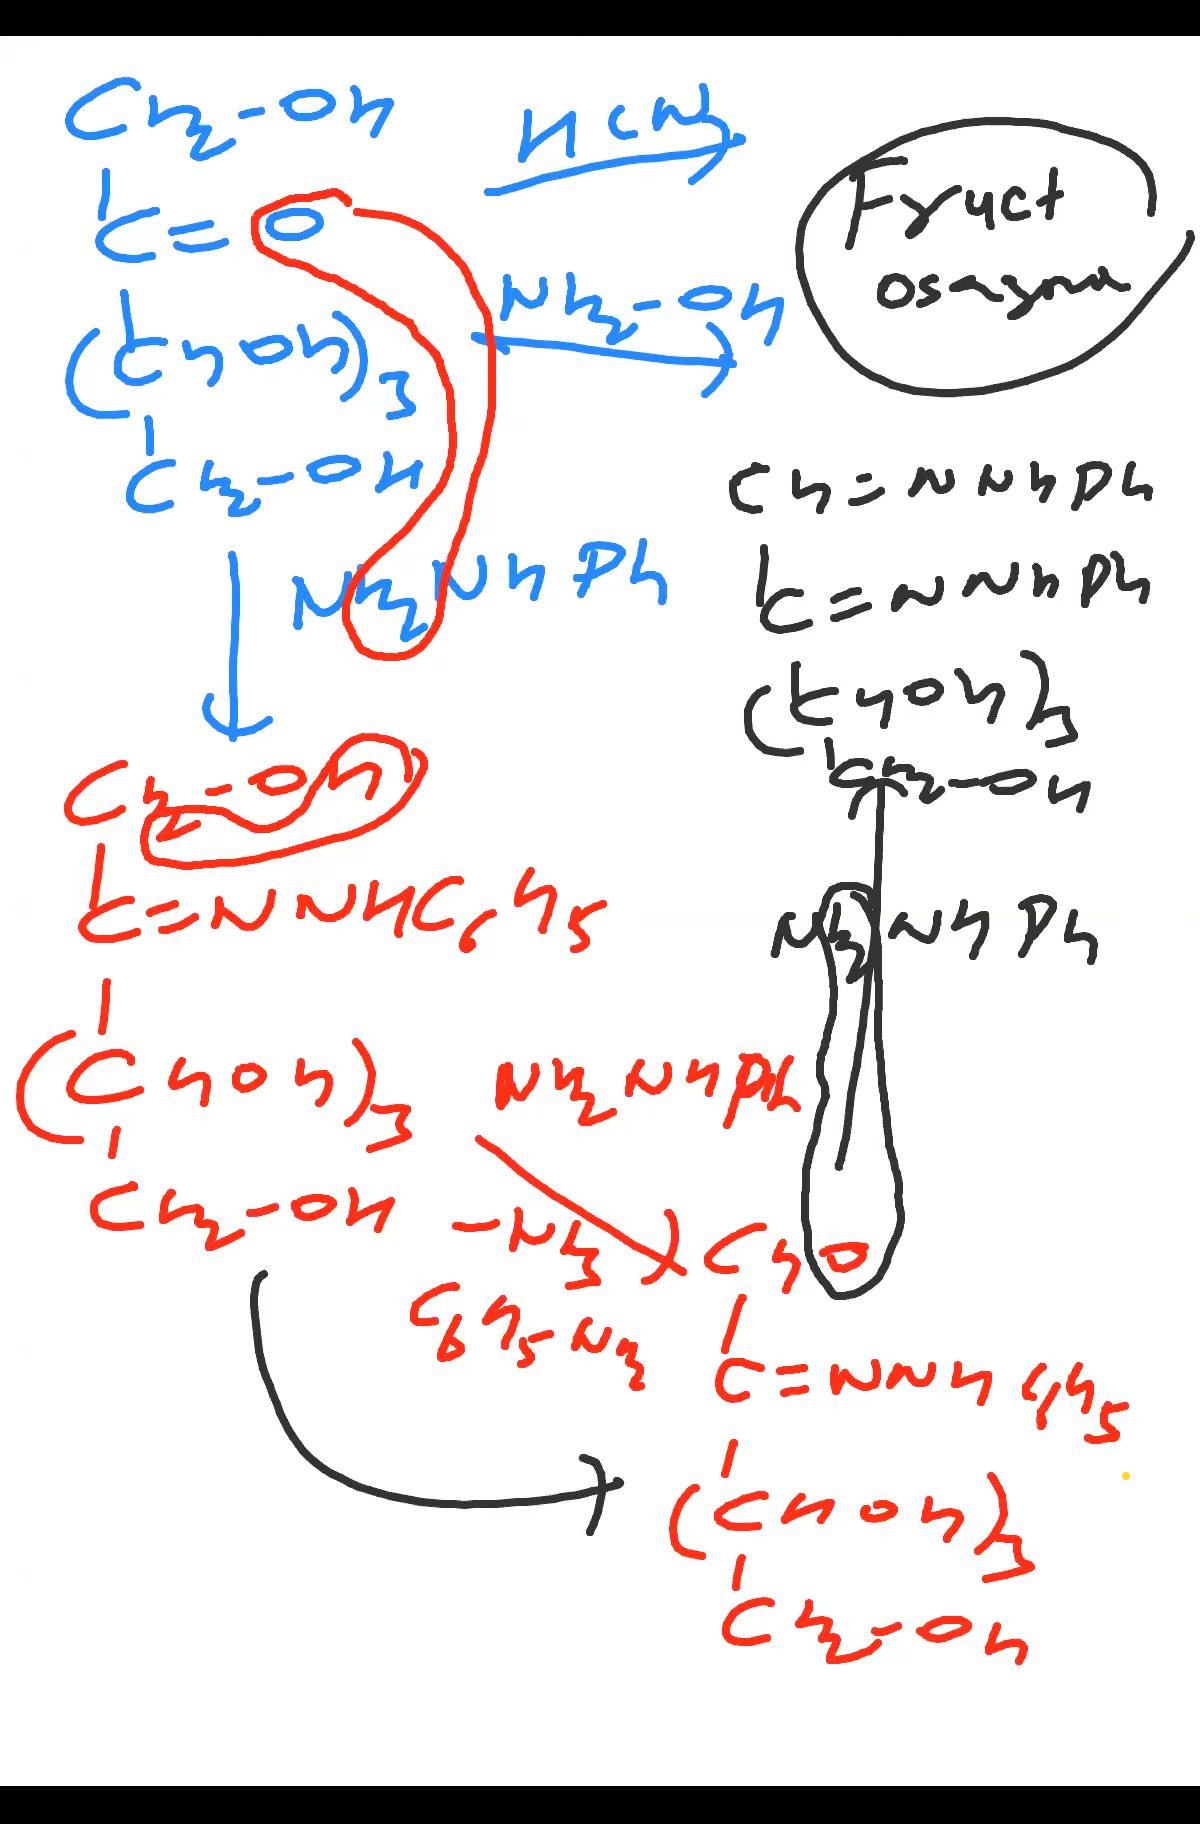 CH2-OH
C=O
(CHOH)3
CH2-OH
HCN
NH2-OH
NH2NHPh
Fruct
osazona
CH2-OH
C=NNHC6H5
(CHOH)3
CH2-OH
NH2NHPh
-NH3
C6H5-NH2
CH=NNHPh
C=NNHPh
(CHOH)3
CH2-OH
NH2NHPh
CHO
C=NNHC6H5
(CHOH)3
CH2-OH